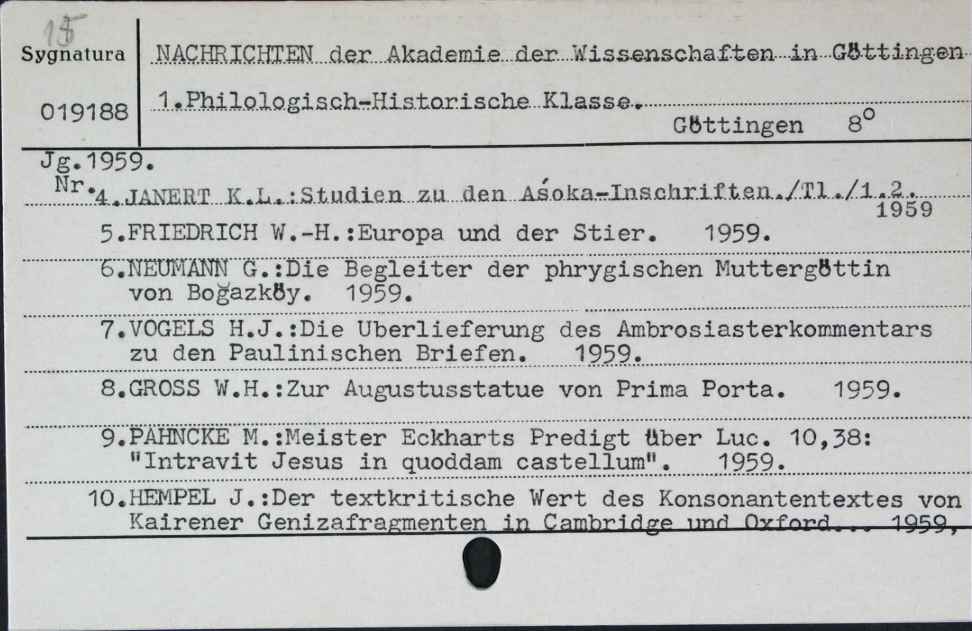 15
Sygnatura
019188
NACHRICHTEN der Akademie der Wissenschaften in Göttingen
1.Philologisch-Historische Klasse.
Göttingen 8°
Jg.1959.
Nr.4.JANERT K.L.:Studien zu den Aśoka-Inschriften./Tl./1.2.
1959
5.FRIEDRICH W.-H.:Europa und der Stier. 1959.
6.NEUMANN G.:Die Begleiter der phrygischen Muttergöttin
von Boğazköy. 1959.
7.VOGELS H.J.:Die Uberlieferung des Ambrosiasterkommentars
zu den Paulinischen Briefen. 1959.
8.GROSS W.H.:Zur Augustusstatue von Prima Porta. 1959.
9.PAHNCKE M.:Meister Eckharts Predigt über Luc. 10,38:
"Intravit Jesus in quoddam castellum". 1959.
10.HEMPEL J.:Der textkritische Wert des Konsonantentextes von
Kairener Genizafragmenten in Cambridge und Oxford... 1959,